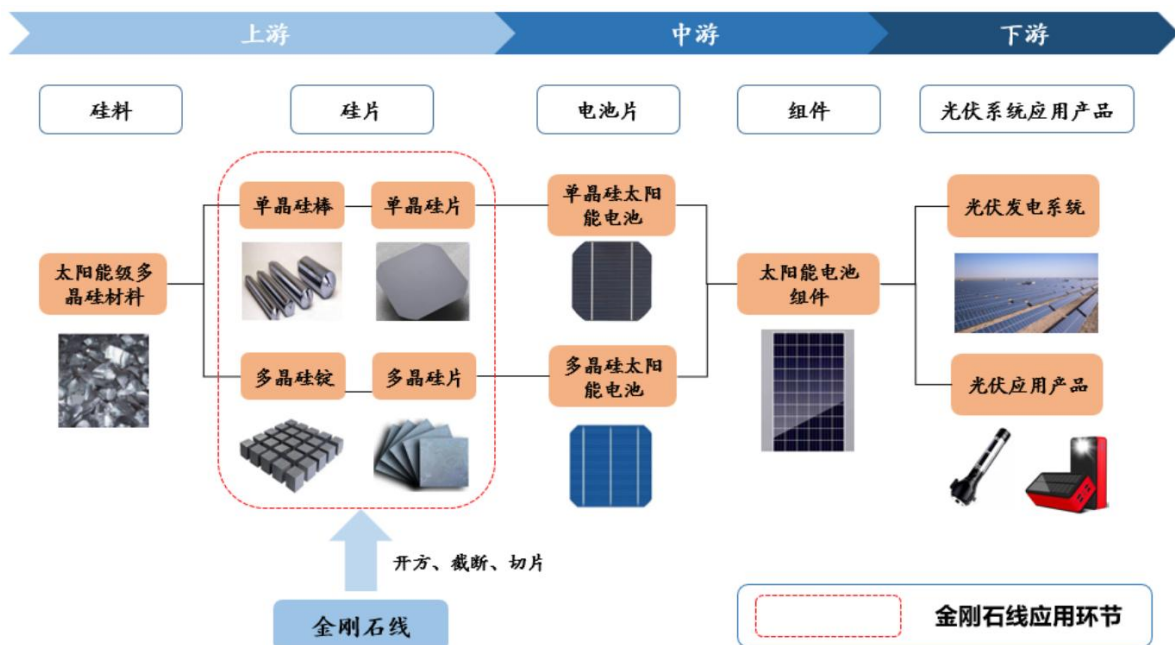 上游
中游
下游
硅料
硅片
电池片
组件
光伏系统应用产品
单晶硅棒
单晶硅片
单晶硅太阳
能电池
光伏发电系统
太阳能级多
晶硅材料
太阳能电池
组件
多晶硅锭
多晶硅片
多晶硅太阳
能电池
光伏应用产品
开方、截断、切片
金刚石线
金刚石线应用环节